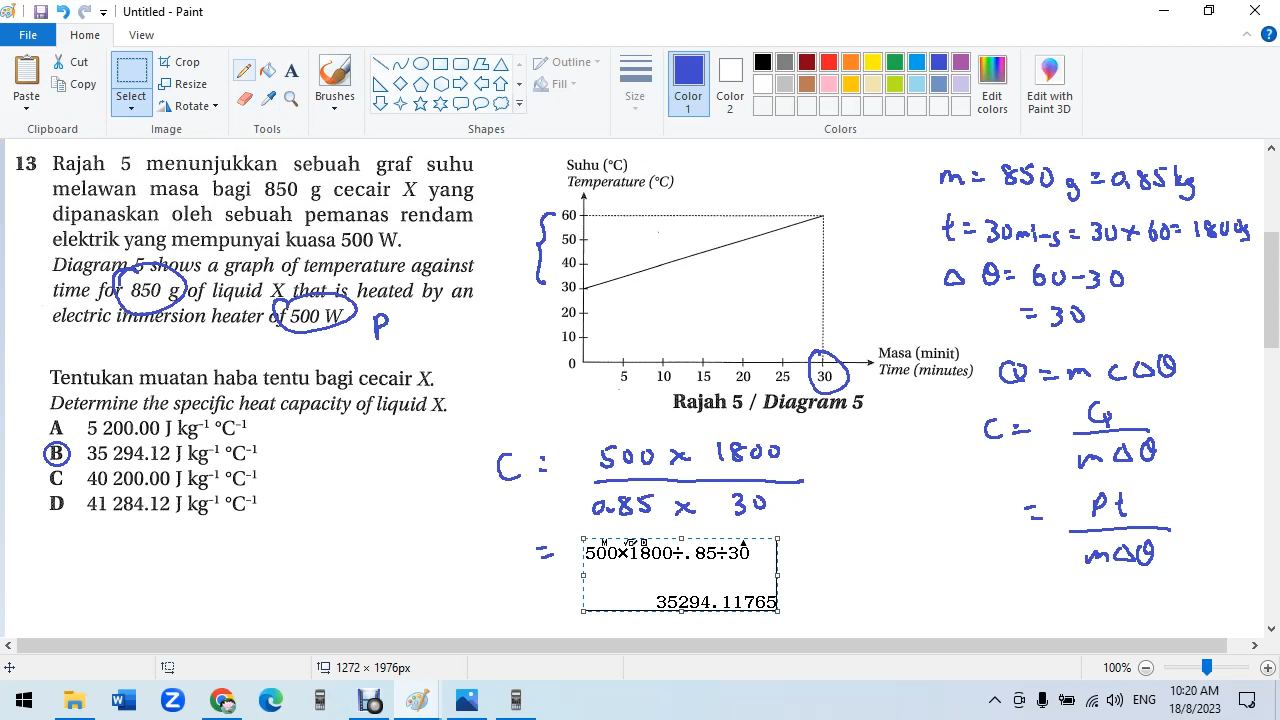 Untitled - Paint
File Home View
Paste
Cut
Copy
Clipboard
Select
Crop
Resize
Rotate
Image
A
Tools
Brushes
Outline
Fill
Shapes
Size
Color 1
Color 2
Edit colors
Colors
Edit with Paint 3D
13 Rajah 5 menunjukkan sebuah graf suhu
melawan masa bagi 850 g cecair X yang
dipanaskan oleh sebuah pemanas rendam
elektrik yang mempunyai kuasa 500 W.
Diagram 5 shows a graph of temperature against
time for 850 g of liquid X that is heated by an
electric immersion heater of 500 W.
P
Tentukan muatan haba tentu bagi cecair X.
Determine the specific heat capacity of liquid X.
A 5 200.00 J kg⁻¹ °C⁻¹
B 35 294.12 J kg⁻¹ °C⁻¹
C 40 200.00 J kg⁻¹ °C⁻¹
D 41 284.12 J kg⁻¹ °C⁻¹
Suhu (°C)
Temperature (°C)
60
50
40
30
20
10
0
5 10 15 20 25 30
Masa (minit)
Time (minutes)
Rajah 5 / Diagram 5
C = 500 × 1800
0.85 × 30
=
500×1800÷.85÷30
35294.11765
m = 850 g = 0.85 kg
t = 30 mins = 30 × 60 = 1800s
Δθ = 60 - 30
= 30
Q = m c Δθ
C = Q
m Δθ
= Pt
m Δθ
1272 × 1976px
100%
ENG
10:20 AM
18/8/2023